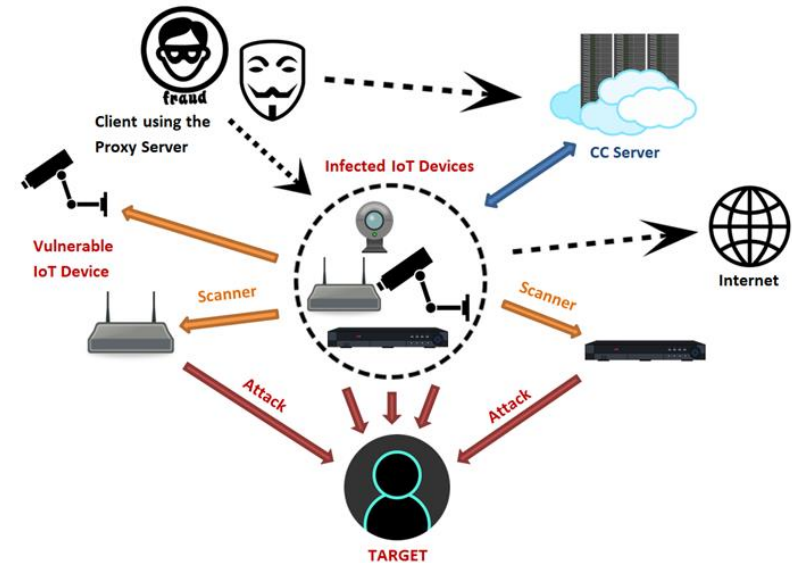 fraud
Client using the
Proxy Server
CC Server
Infected IoT Devices
Vulnerable
IoT Device
Internet
Scanner
Scanner
Attack
Attack
TARGET